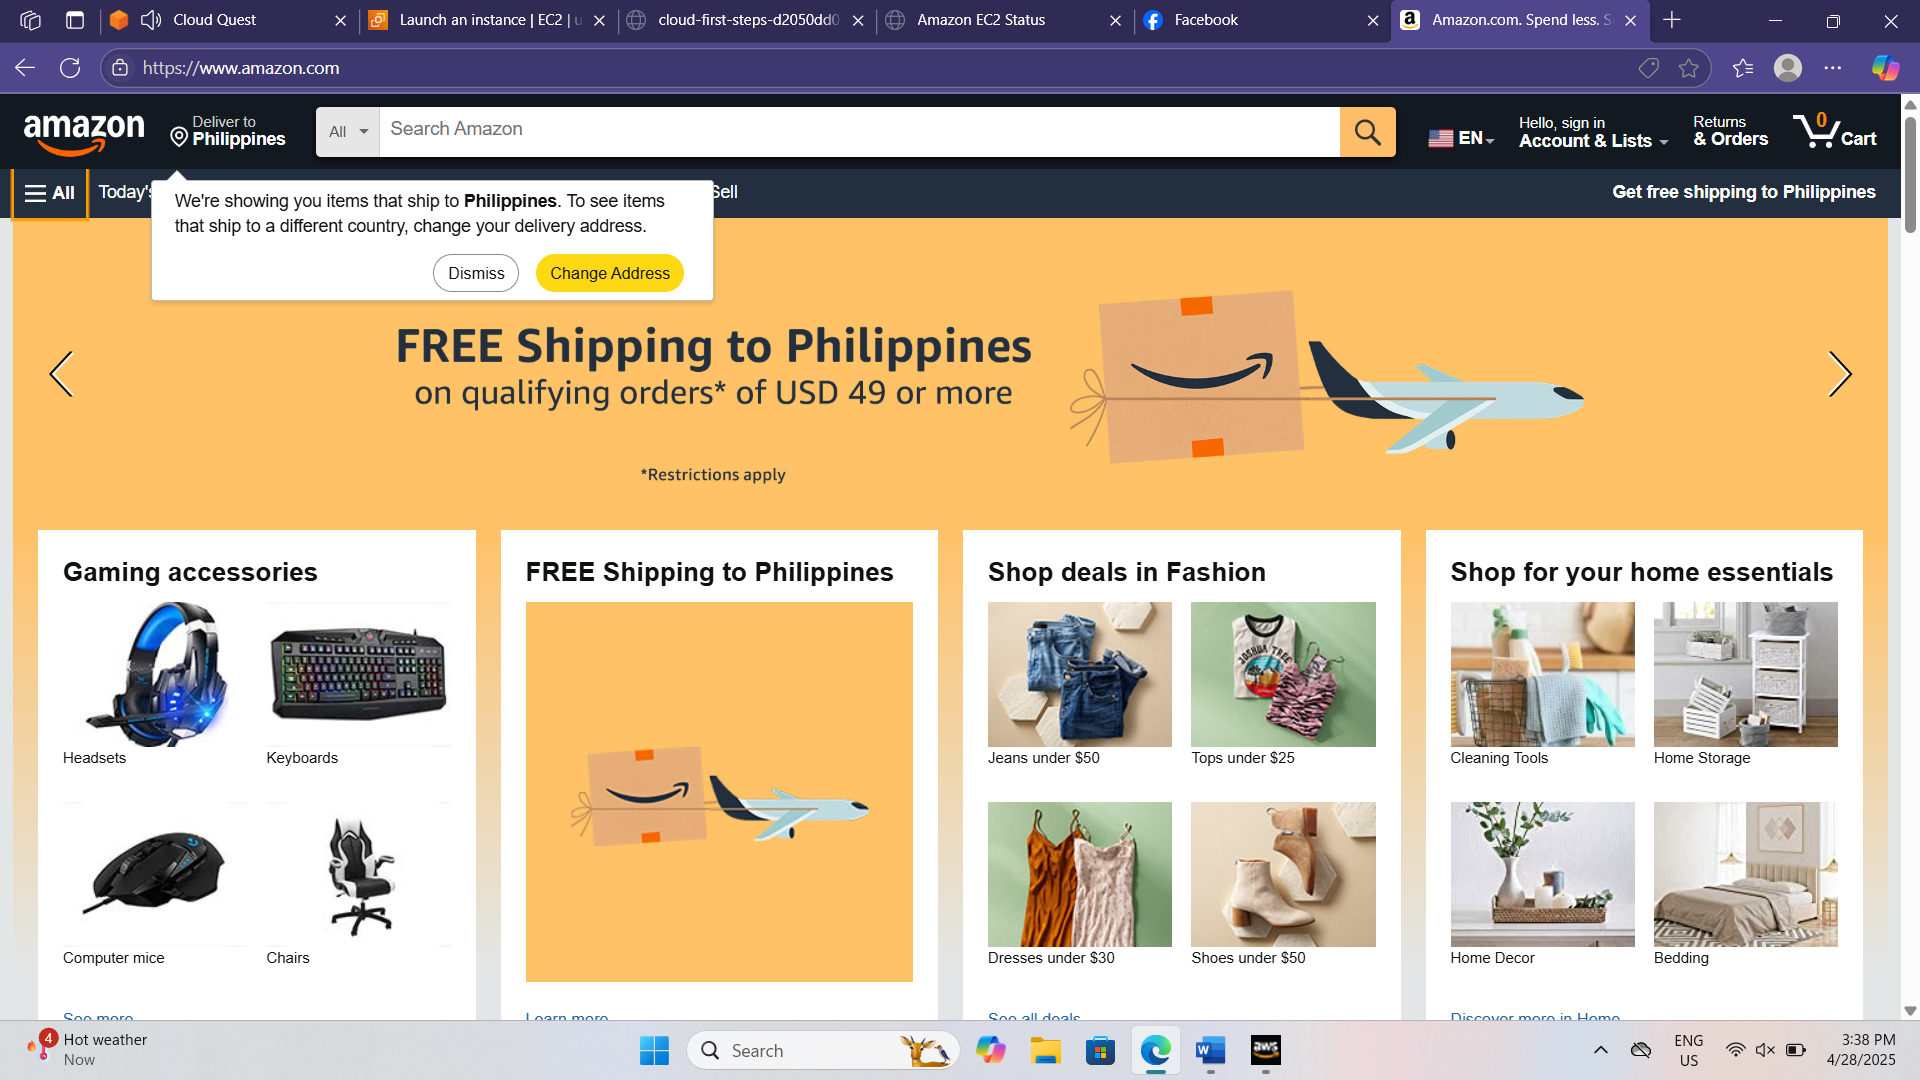 Cloud Quest
Launch an instance | EC2 | u
cloud-first-steps-d2050dd0
Amazon EC2 Status
Facebook
Amazon.com. Spend less. S
https://www.amazon.com
amazon
Deliver to
Philippines
All
Search Amazon
EN
Hello, sign in
Account & Lists
Returns
& Orders
0
Cart
All
Today's
Sell
Get free shipping to Philippines
We're showing you items that ship to Philippines. To see items
that ship to a different country, change your delivery address.
Dismiss
Change Address
FREE Shipping to Philippines
on qualifying orders* of USD 49 or more
*Restrictions apply
Gaming accessories
Headsets
Keyboards
Computer mice
Chairs
See more
FREE Shipping to Philippines
Learn more
Shop deals in Fashion
JOSHUA TREE
Jeans under $50
Tops under $25
Dresses under $30
Shoes under $50
See all deals
Shop for your home essentials
Cleaning Tools
Home Storage
Home Decor
Bedding
Discover more in Home
4
Hot weather
Now
Search
aws
ENG
US
3:38 PM
4/28/2025